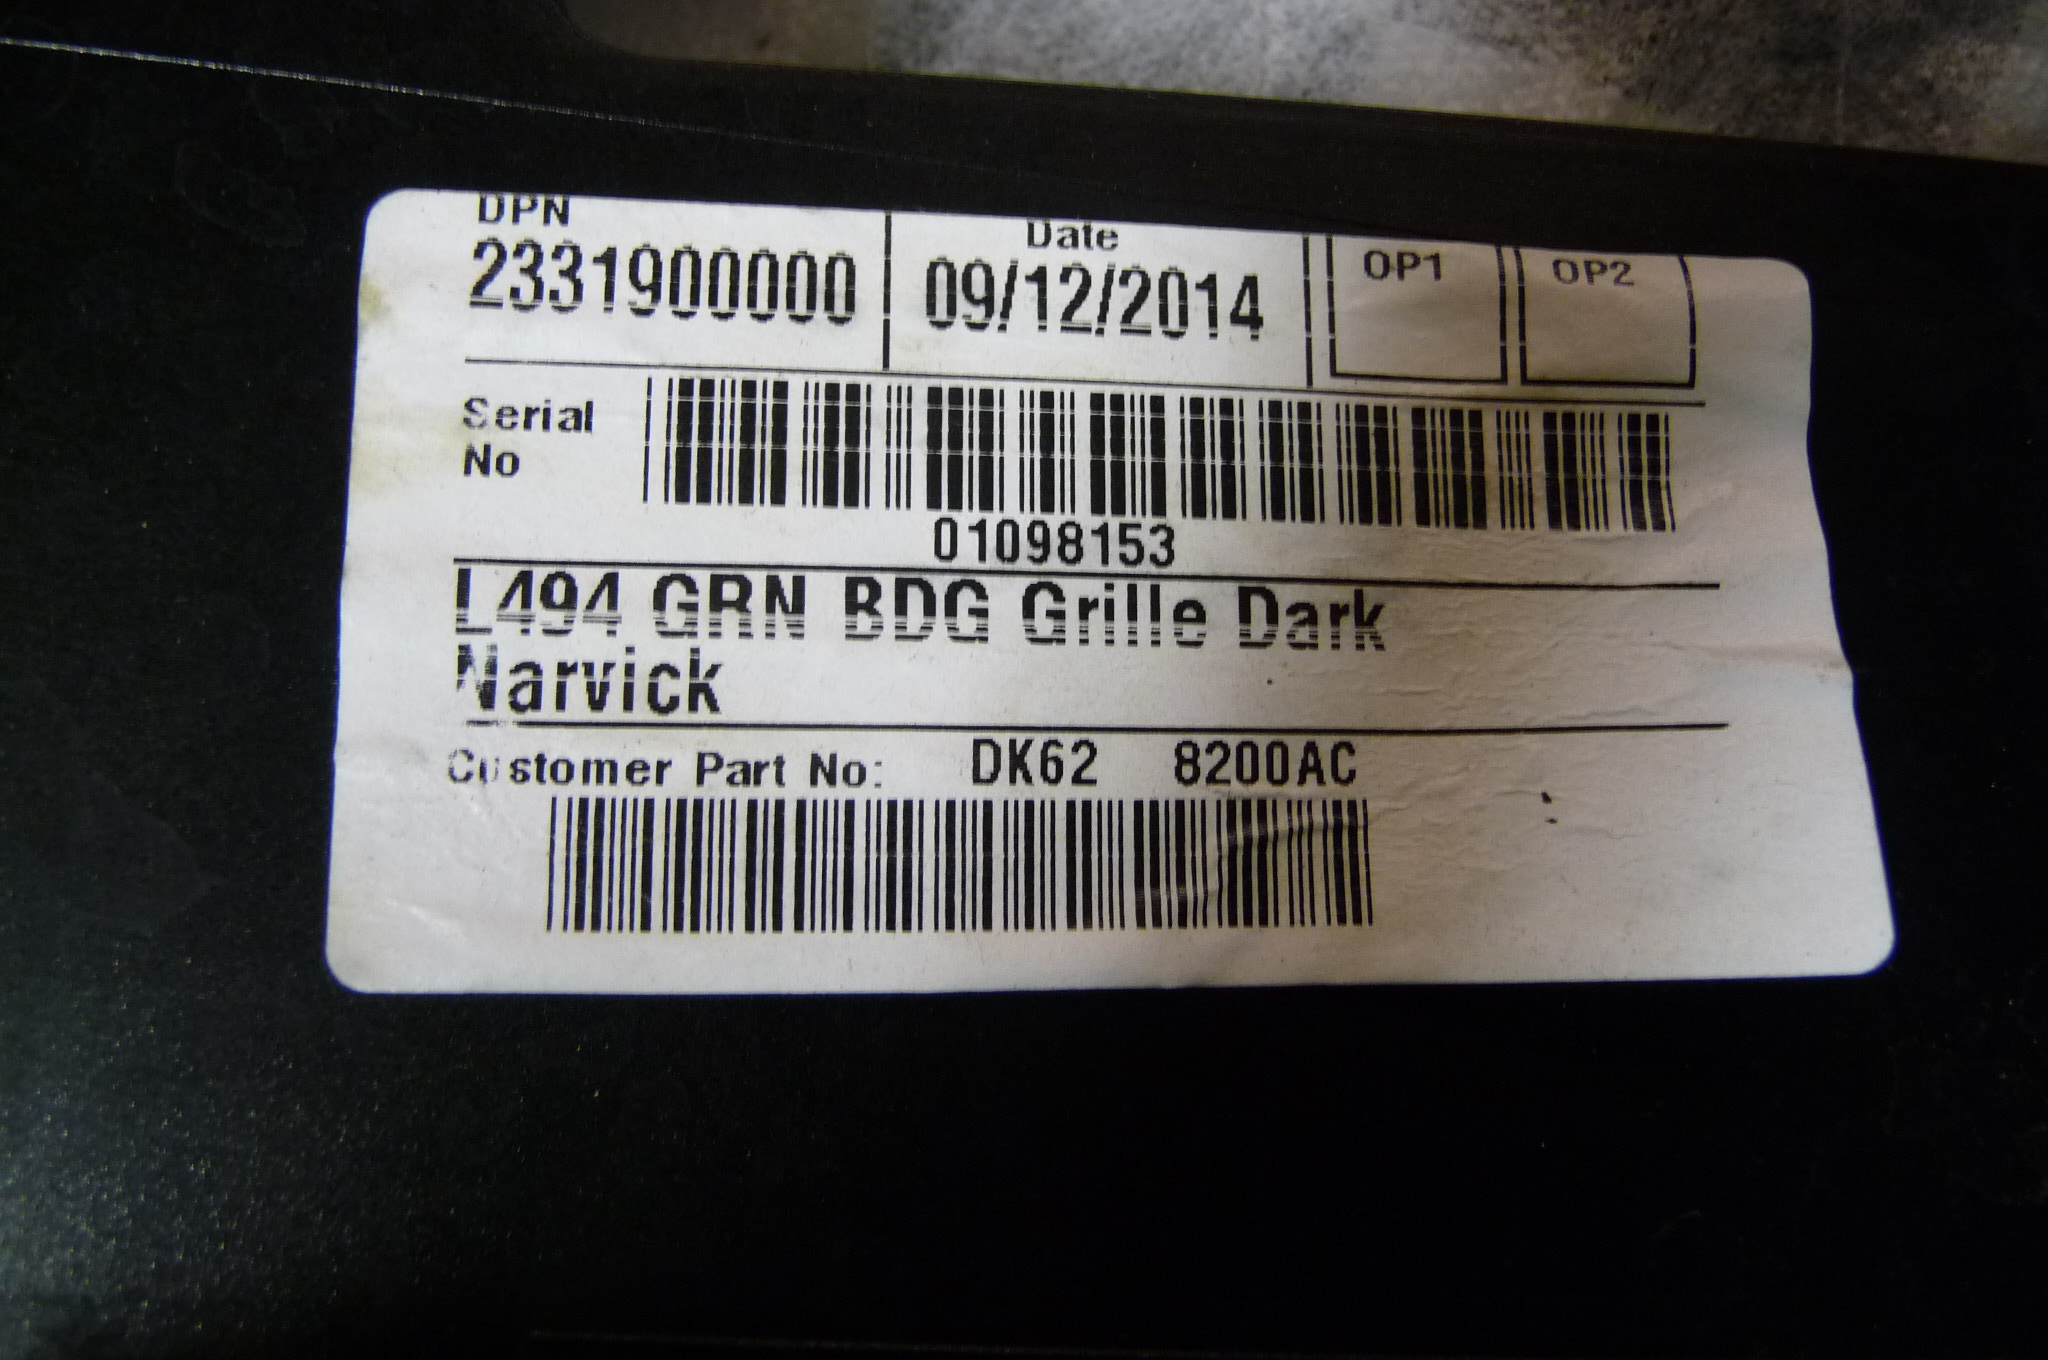 DPN Date OP1 OP2
2331900000 09/12/2014
Serial
No
01098153
L494 GRN BDG Grille Dark
Narvick
Customer Part No: DK62 8200AC